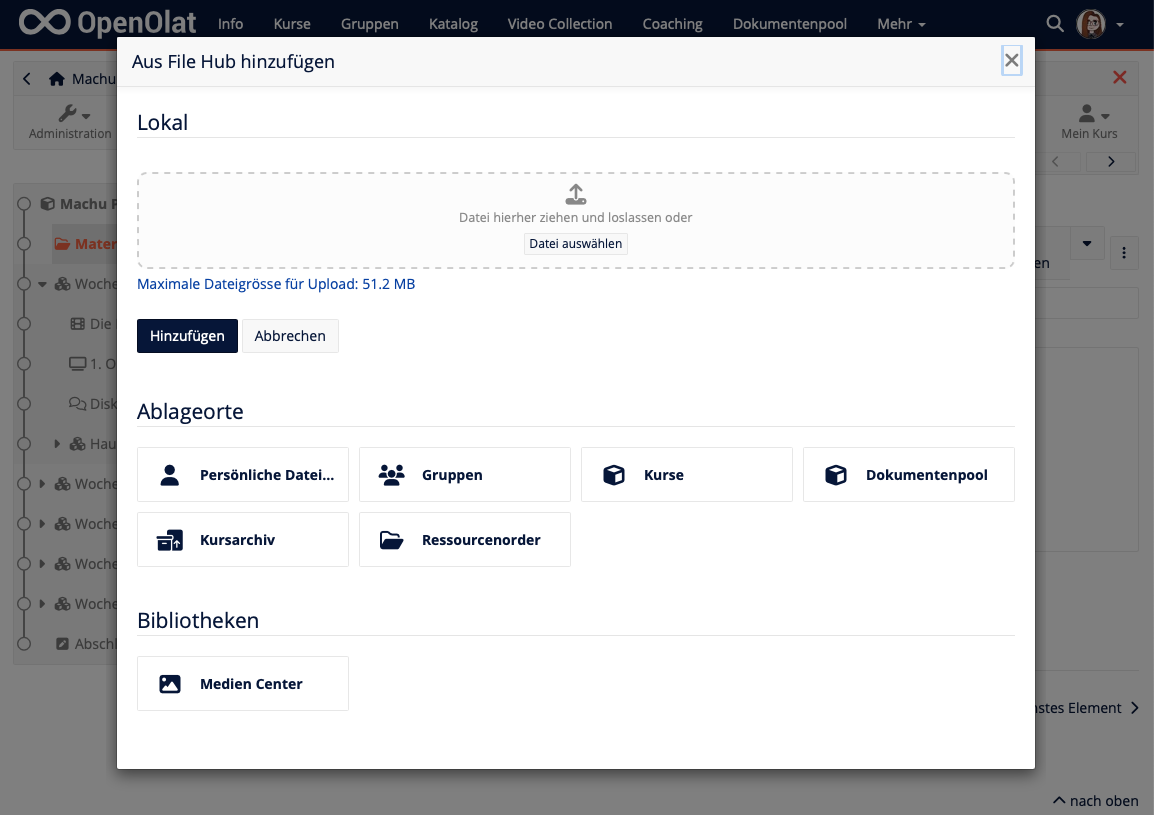 OpenOlat Info Kurse Gruppen Katalog Video Collection Coaching Dokumentenpool Mehr
Aus File Hub hinzufügen
Machu
Administration
Mein Kurs
Lokal
Datei hierher ziehen und loslassen oder
Datei auswählen
Maximale Dateigrösse für Upload: 51.2 MB
Hinzufügen Abbrechen
Machu P
Mater
Woche
Die
1. O
Disk
Hau
Woche
Woche
Woche
Woche
Abschl
en
Ablageorte
Persönliche Datei... Gruppen Kurse Dokumentenpool
Kursarchiv Ressourcenorder
Bibliotheken
Medien Center
stes Element
nach oben